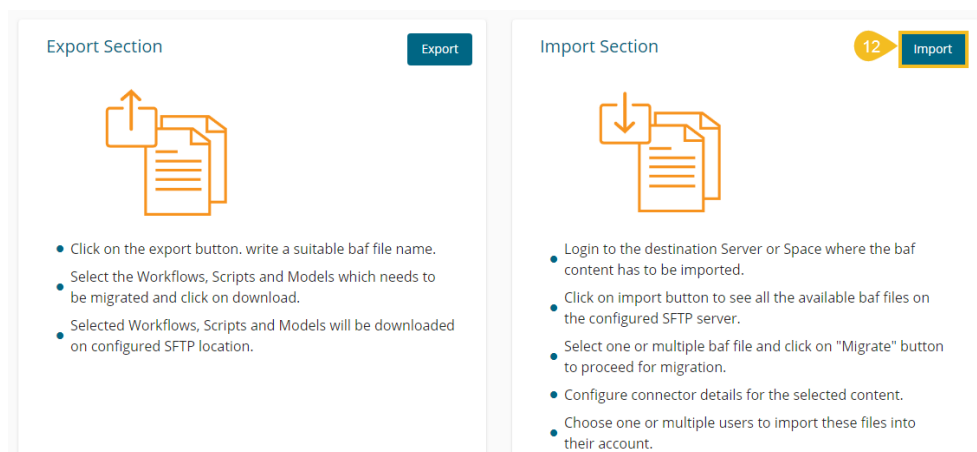 Export Section
Export
Click on the export button. write a suitable baf file name.
Select the Workflows, Scripts and Models which needs to
be migrated and click on download.
Selected Workflows, Scripts and Models will be downloaded
on configured SFTP location.
Import Section
12
Import
Login to the destination Server or Space where the baf
content has to be imported.
Click on import button to see all the available baf files on
the configured SFTP server.
Select one or multiple baf file and click on "Migrate" button
to proceed for migration.
Configure connector details for the selected content.
Choose one or multiple users to import these files into
their account.